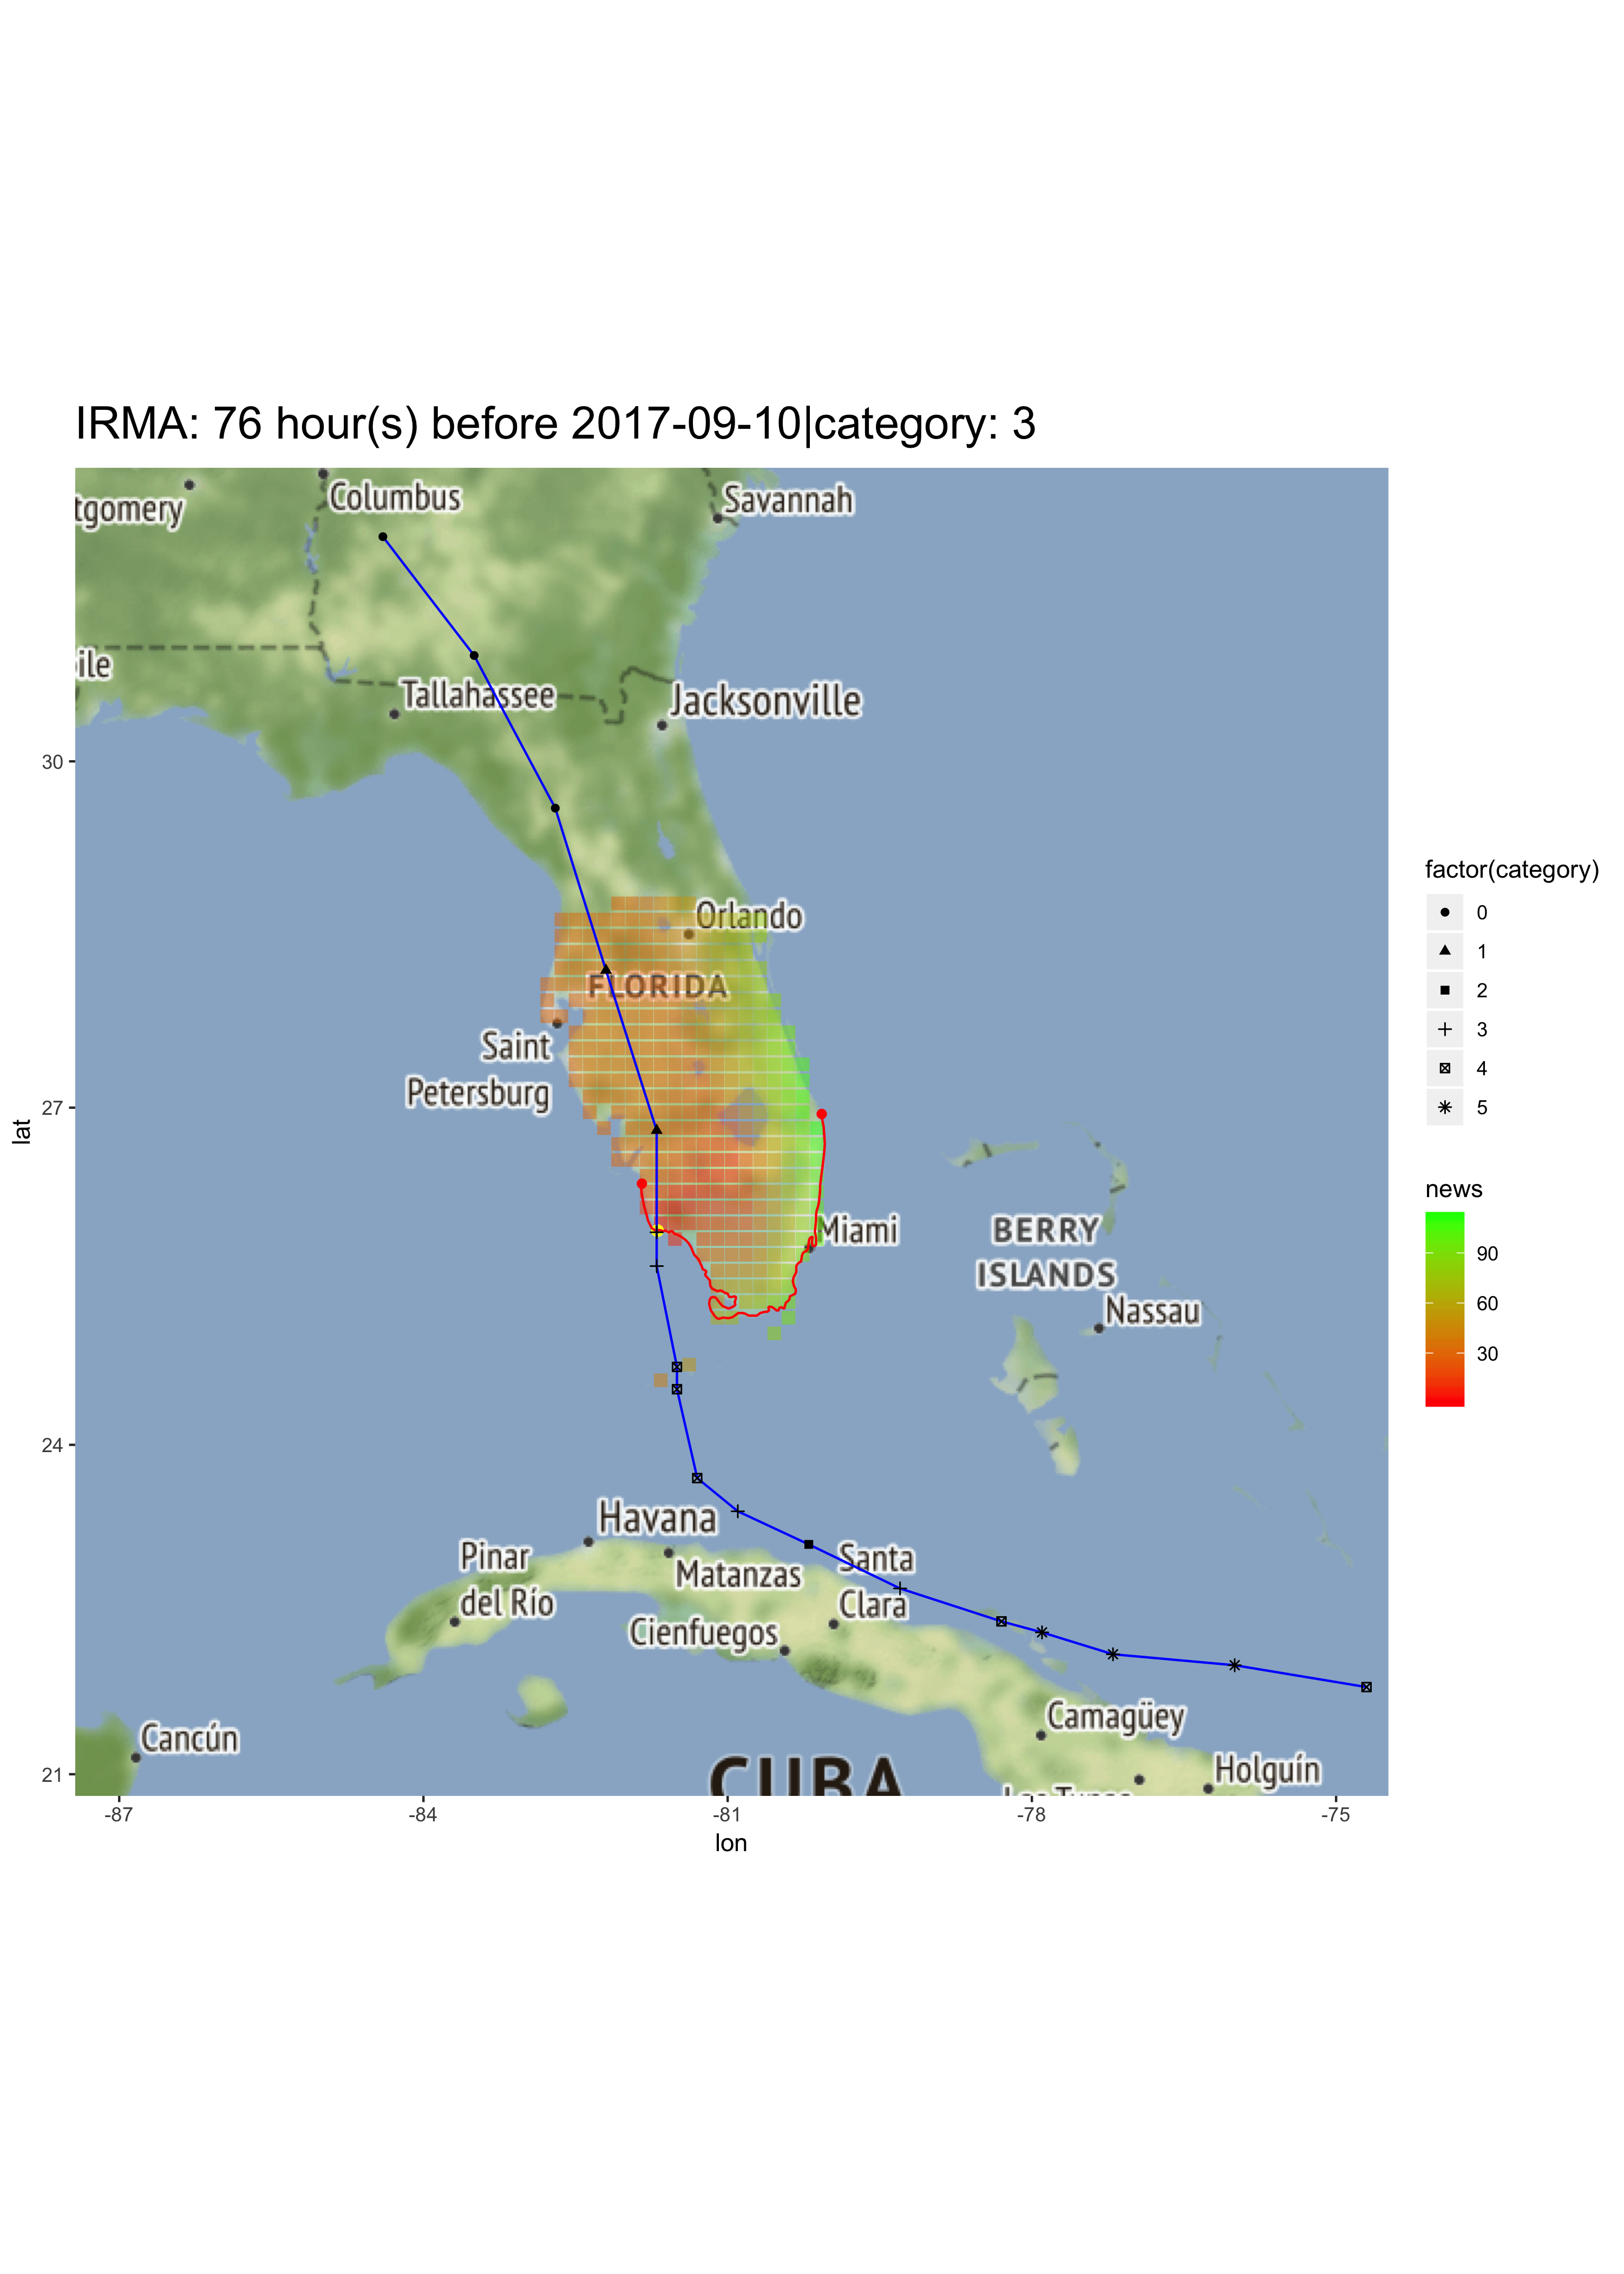 IRMA: 76 hour(s) before 2017-09-10|category: 3
tgomery
Columbus
Savannah
ile
Tallahassee
Jacksonville
Orlando
FLORIDA
Saint
Petersburg
Miami
BERRY
ISLANDS
Nassau
Havana
Pinar
del Río
Matanzas
Santa
Clara
Cienfuegos
Camagüey
Cancún
CUBA
Holguín
30
27
24
21
lat
-87
-84
-81
-78
-75
lon
factor(category)
0
1
2
3
4
5
news
90
60
30